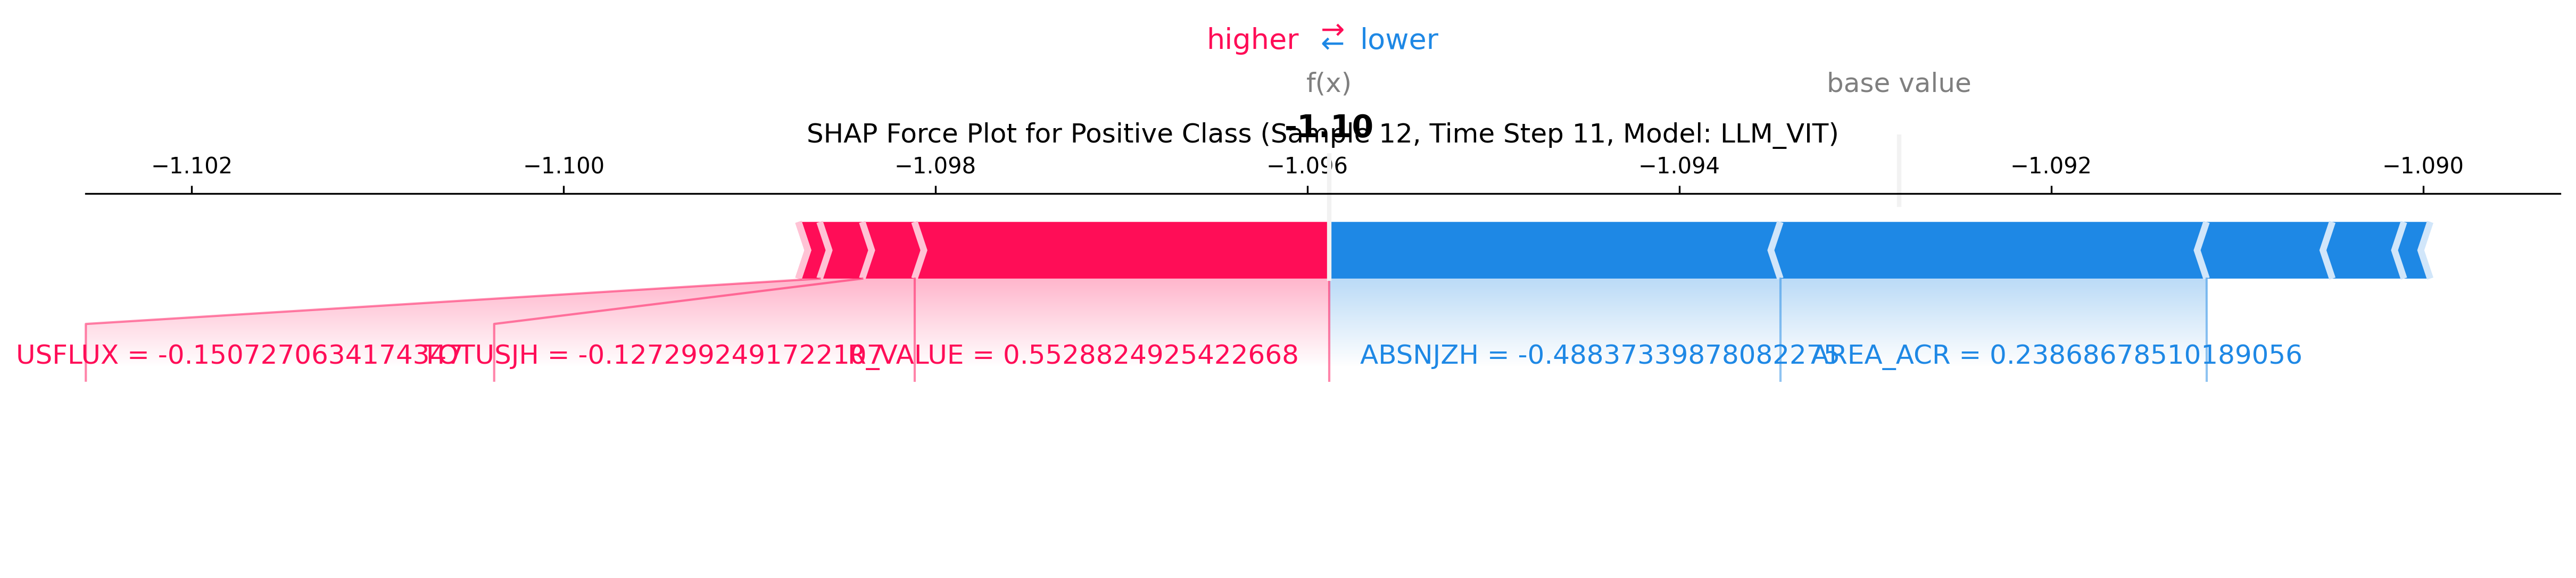 higher ⇄ lower
f(x) base value
-1.10
SHAP Force Plot for Positive Class (Sample 12, Time Step 11, Model: LLM_VIT)
−1.102 −1.100 −1.098 −1.096 −1.094 −1.092 −1.090
USFLUX = -0.1507270634174347 TOTUSJH = -0.1272992491722107 R_VALUE = 0.5528824925422668 ABSNJZH = -0.4883733987808227 AREA_ACR = 0.23868678510189056